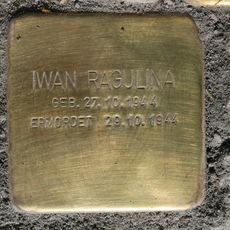 IWAN RAGULINA
GEB. 27.10.1944
ERMORDET 29.10.1944